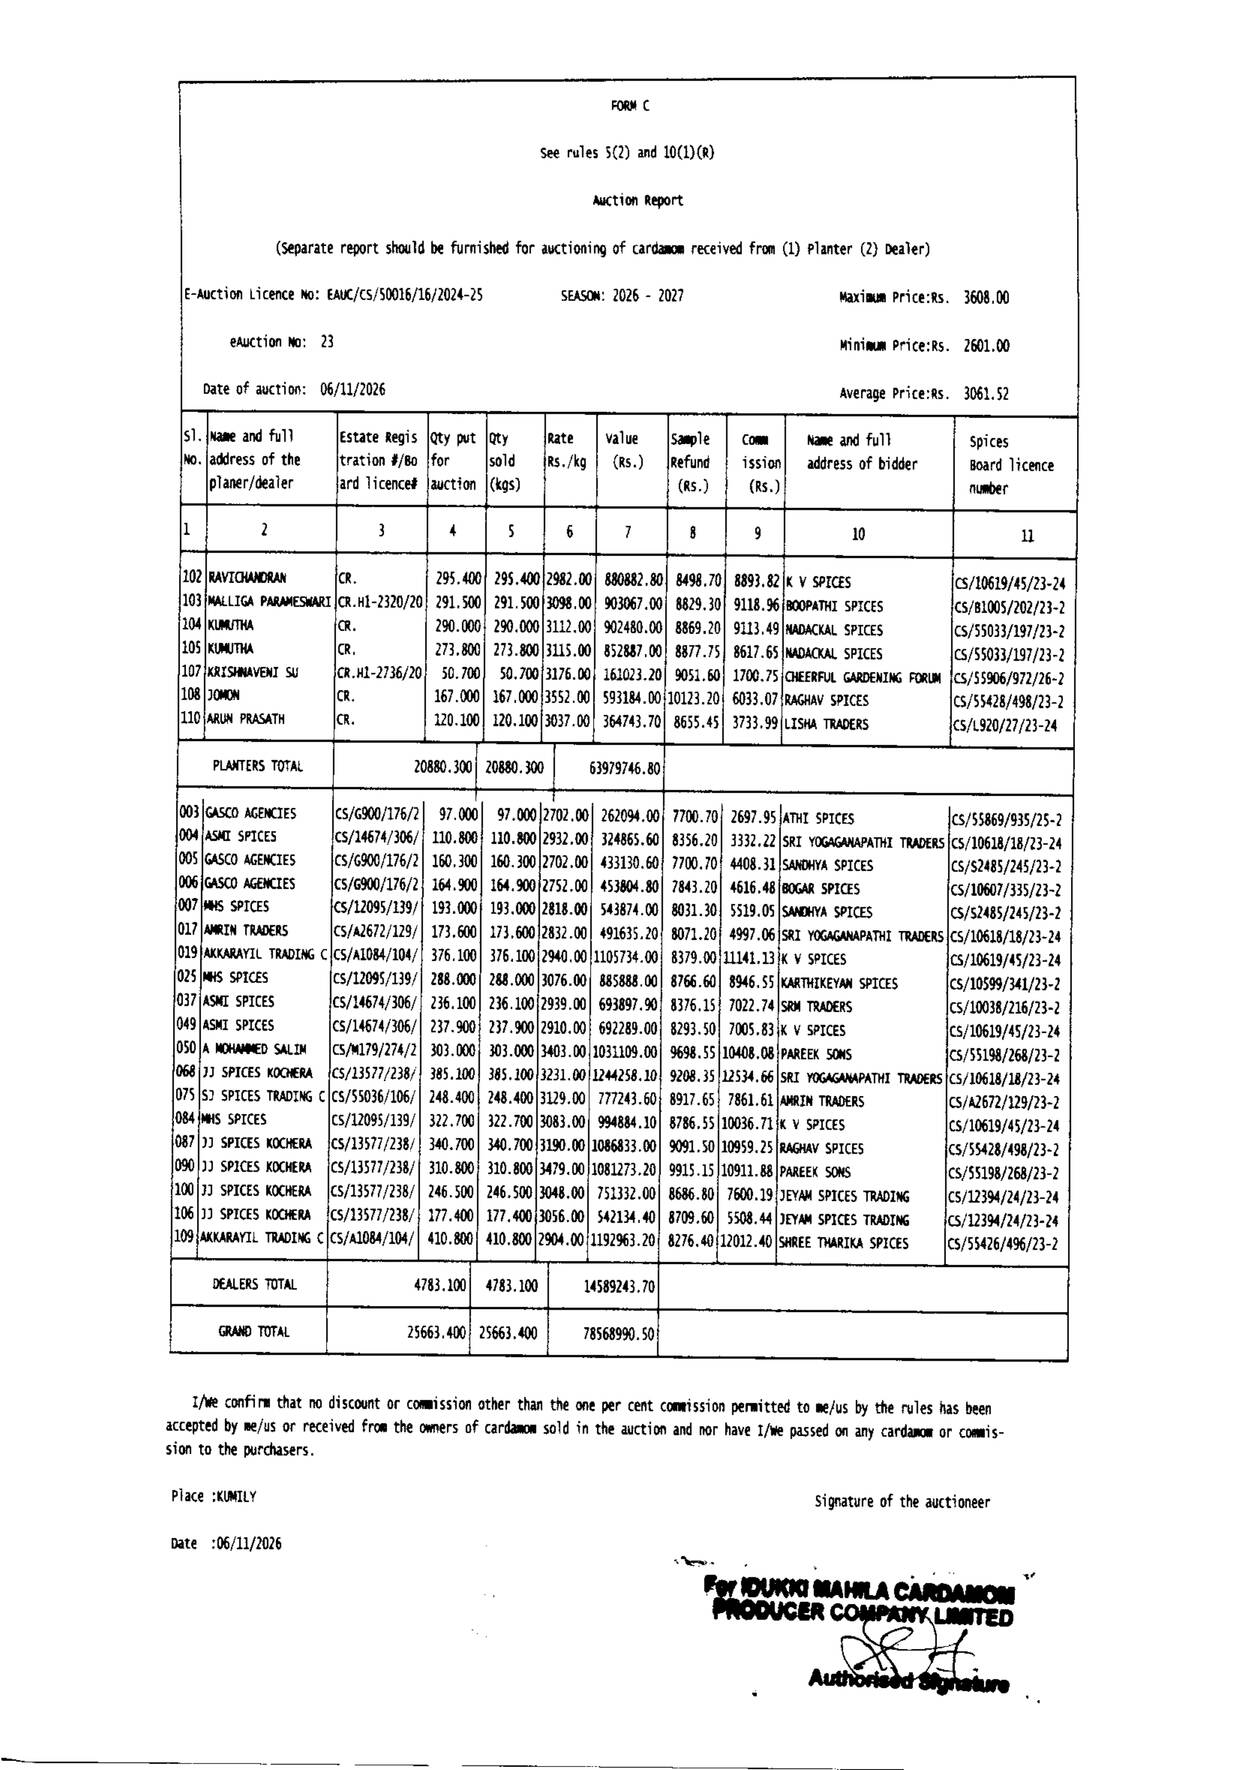 FORM C
See rules 5(2) and 10(1)(R)
Auction Report
(Separate report should be furnished for auctioning of cardamom received from (1) Planter (2) Dealer)
E-Auction Licence No: EAUC/CS/50016/16/2024-25 SEASON: 2026 - 2027 Maximum Price:Rs. 3608.00
eAuction No: 23 Minimum Price:Rs. 2601.00
Date of auction: 06/11/2026 Average Price:Rs. 3061.52
Sl. Name and full Estate Regis Qty put Qty Rate Value Sample Comm Name and full Spices
No. address of the tration #/Bo for sold Rs./kg (Rs.) Refund ission address of bidder Board licence
planer/dealer ard licence# auction (kgs) (Rs.) (Rs.) number
1 2 3 4 5 6 7 8 9 10 11
102 RAVICHANDRAN CR. 295.400 295.400 2982.00 880882.80 8498.70 8893.82 K V SPICES CS/10619/45/23-24
103 MALLIGA PARAMESWARI CR.H1-2320/20 291.500 291.500 3098.00 903067.00 8829.30 9118.96 BOOPATHI SPICES CS/B1005/202/23-2
104 KUMUTHA CR. 290.000 290.000 3112.00 902480.00 8869.20 9113.49 NADACKAL SPICES CS/55033/197/23-2
105 KUMUTHA CR. 273.800 273.800 3115.00 852887.00 8877.75 8617.65 NADACKAL SPICES CS/55033/197/23-2
107 KRISHNAVENI SU CR.H1-2736/20 50.700 50.700 3176.00 161023.20 9051.60 1700.75 CHEERFUL GARDENING FORUM CS/55906/972/26-2
108 JOMON CR. 167.000 167.000 3552.00 593184.00 10123.20 6033.07 RAGHAV SPICES CS/55428/498/23-2
110 ARUN PRASATH CR. 120.100 120.100 3037.00 364743.70 8655.45 3733.99 LISHA TRADERS CS/L920/27/23-24
PLANTERS TOTAL 20880.300 20880.300 63979746.80
003 GASCO AGENCIES CS/G900/176/2 97.000 97.000 2702.00 262094.00 7700.70 2697.95 ATHI SPICES CS/55869/935/25-2
004 ASMI SPICES CS/14674/306/ 110.800 110.800 2932.00 324865.60 8356.20 3332.22 SRI YOGAGANAPATHI TRADERS CS/10618/18/23-24
005 GASCO AGENCIES CS/G900/176/2 160.300 160.300 2702.00 433130.60 7700.70 4408.31 SANDHYA SPICES CS/S2485/245/23-2
006 GASCO AGENCIES CS/G900/176/2 164.900 164.900 2752.00 453804.80 7843.20 4616.48 BOGAR SPICES CS/10607/335/23-2
007 MHS SPICES CS/12095/139/ 193.000 193.000 2818.00 543874.00 8031.30 5519.05 SANDHYA SPICES CS/S2485/245/23-2
017 AMRIN TRADERS CS/A2672/129/ 173.600 173.600 2832.00 491635.20 8071.20 4997.06 SRI YOGAGANAPATHI TRADERS CS/10618/18/23-24
019 AKKARAYIL TRADING C CS/A1084/104/ 376.100 376.100 2940.00 1105734.00 8379.00 11141.13 K V SPICES CS/10619/45/23-24
025 MHS SPICES CS/12095/139/ 288.000 288.000 3076.00 885888.00 8766.60 8946.55 KARTHIKEYAN SPICES CS/10599/341/23-2
037 ASMI SPICES CS/14674/306/ 236.100 236.100 2939.00 693897.90 8376.15 7022.74 SRM TRADERS CS/10038/216/23-2
049 ASMI SPICES CS/14674/306/ 237.900 237.900 2910.00 692289.00 8293.50 7005.83 K V SPICES CS/10619/45/23-24
050 A MOHAMMED SALIM CS/M179/274/2 303.000 303.000 3403.00 1031109.00 9698.55 10408.08 PAREEK SONS CS/55198/268/23-2
068 JJ SPICES KOCHERA CS/13577/238/ 385.100 385.100 3231.00 1244258.10 9208.35 12534.66 SRI YOGAGANAPATHI TRADERS CS/10618/18/23-24
075 SJ SPICES TRADING C CS/55036/106/ 248.400 248.400 3129.00 777243.60 8917.65 7861.61 AMRIN TRADERS CS/A2672/129/23-2
084 MHS SPICES CS/12095/139/ 322.700 322.700 3083.00 994884.10 8786.55 10036.71 K V SPICES CS/10619/45/23-24
087 JJ SPICES KOCHERA CS/13577/238/ 340.700 340.700 3190.00 1086833.00 9091.50 10959.25 RAGHAV SPICES CS/55428/498/23-2
090 JJ SPICES KOCHERA CS/13577/238/ 310.800 310.800 3479.00 1081273.20 9915.15 10911.88 PAREEK SONS CS/55198/268/23-2
100 JJ SPICES KOCHERA CS/13577/238/ 246.500 246.500 3048.00 751332.00 8686.80 7600.19 JEYAM SPICES TRADING CS/12394/24/23-24
106 JJ SPICES KOCHERA CS/13577/238/ 177.400 177.400 3056.00 542134.40 8709.60 5508.44 JEYAM SPICES TRADING CS/12394/24/23-24
109 AKKARAYIL TRADING C CS/A1084/104/ 410.800 410.800 2904.00 1192963.20 8276.40 12012.40 SHREE THARIKA SPICES CS/55426/496/23-2
DEALERS TOTAL 4783.100 4783.100 14589243.70
GRAND TOTAL 25663.400 25663.400 78568990.50
I/We confirm that no discount or commission other than the one per cent commission permitted to me/us by the rules has been
accepted by me/us or received from the owners of cardamom sold in the auction and nor have I/We passed on any cardamom or commis-
sion to the purchasers.
Place :KUMILY Signature of the auctioneer
Date :06/11/2026
For IDUKKI MAHILA CARDAMOM
PRODUCER COMPANY LIMITED
Authorised Signature